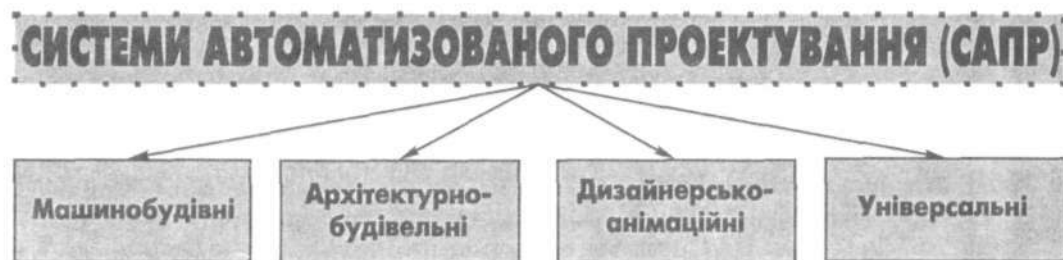 СИСТЕМИ АВТОМАТИЗОВАНОГО ПРОЕКТУВАННЯ (САПР)
Машинобудівні
Архітектурно-
будівельні
Дизайнерсько-
анімаційні
Універсальні